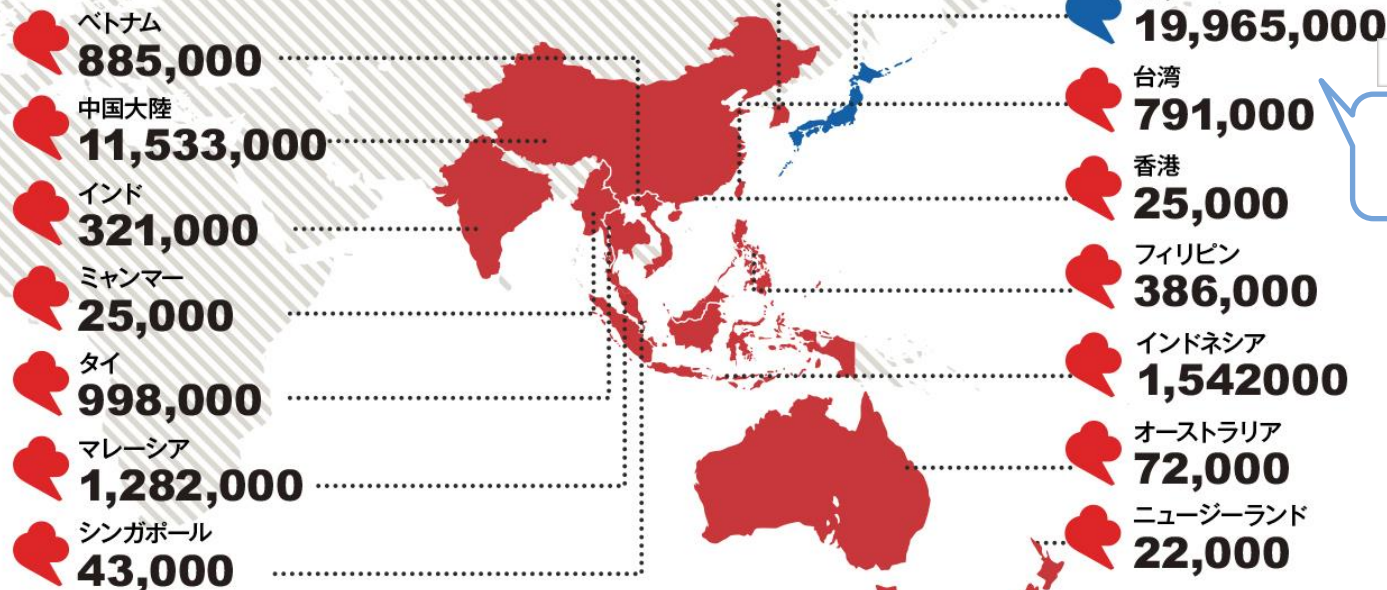 ベトナム
885,000
中国大陸
11,533,000
インド
321,000
ミャンマー
25,000
タイ
998,000
マレーシア
1,282,000
シンガポール
43,000
19,965,000
台湾
791,000
香港
25,000
フィリピン
386,000
インドネシア
1,542000
オーストラリア
72,000
ニュージーランド
22,000